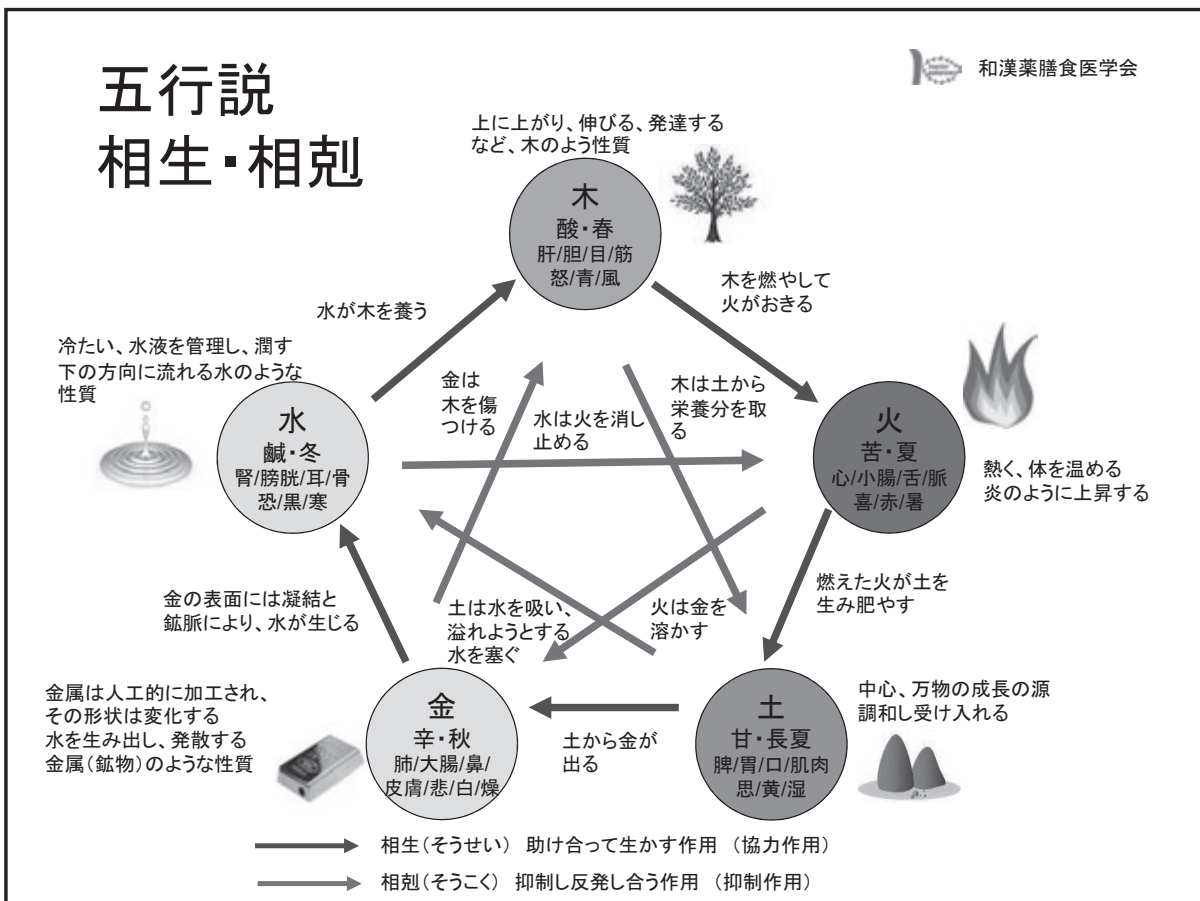 五行説
相生・相剋
和漢薬膳食医学会
上に上がり、伸びる、発達する
など、木のよう性質
木
酸・春
肝/胆/目/筋
怒/青/風
水が木を養う
木を燃やして
火がおきる
冷たい、水液を管理し、潤す
下の方向に流れる水のような
性質
金は
木を傷
つける
水は火を消し
止める
木は土から
栄養分を取
る
水
鹹・冬
腎/膀胱/耳/骨
恐/黒/寒
火
苦・夏
心/小腸/舌/脈
喜/赤/暑
熱く、体を温める
炎のように上昇する
金の表面には凝結と
鉱脈により、水が生じる
土は水を吸い、
溢れようとする
水を塞ぐ
火は金を
溶かす
燃えた火が土を
生み肥やす
金属は人工的に加工され、
その形状は変化する
水を生み出し、発散する
金属(鉱物)のような性質
金
辛・秋
肺/大腸/鼻/
皮膚/悲/白/燥
土から金が
出る
土
甘・長夏
脾/胃/口/肌肉
思/黄/湿
中心、万物の成長の源
調和し受け入れる
相生(そうせい) 助け合って生かす作用 (協力作用)
相剋(そうこく) 抑制し反発し合う作用 (抑制作用)